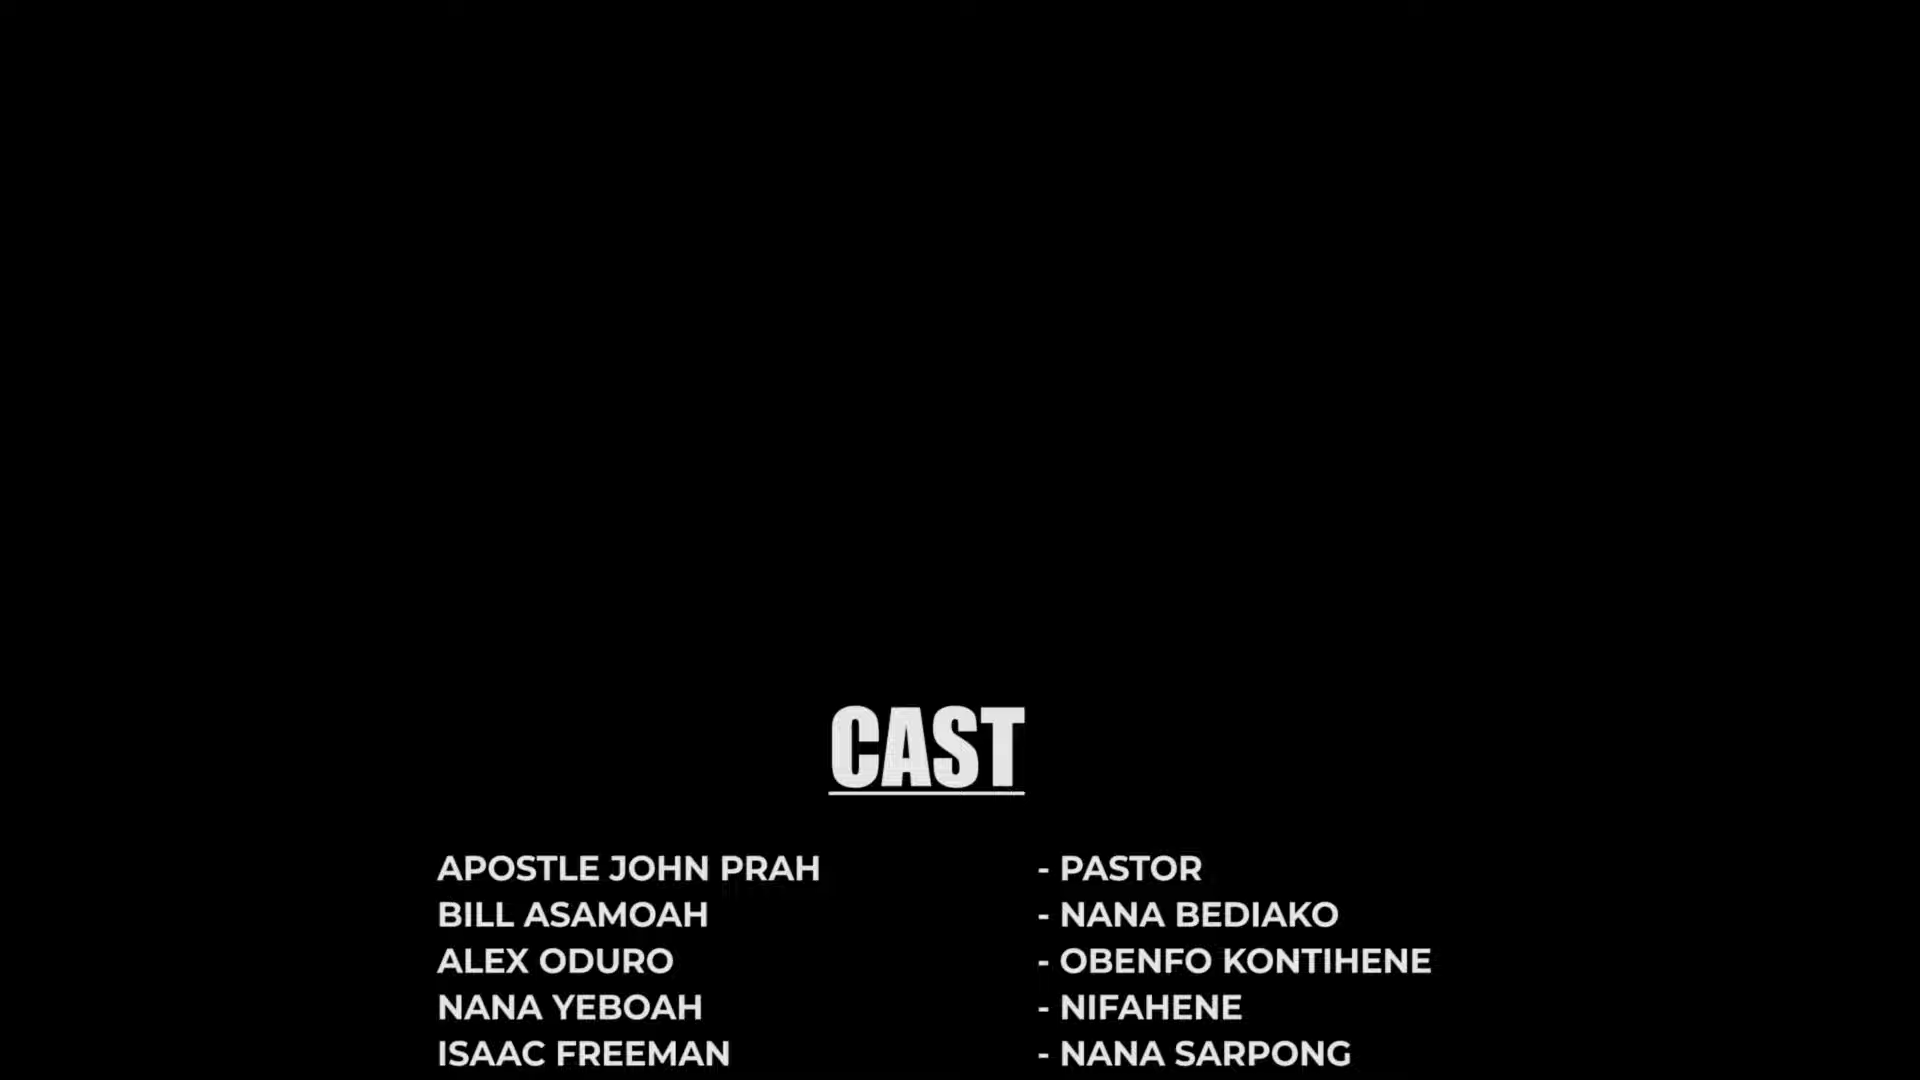 CAST
APOSTLE JOHN PRAH - PASTOR
BILL ASAMOAH - NANA BEDIAKO
ALEX ODURO - OBENFO KONTIHENE
NANA YEBOAH - NIFAHENE
ISAAC FREEMAN - NANA SARPONG